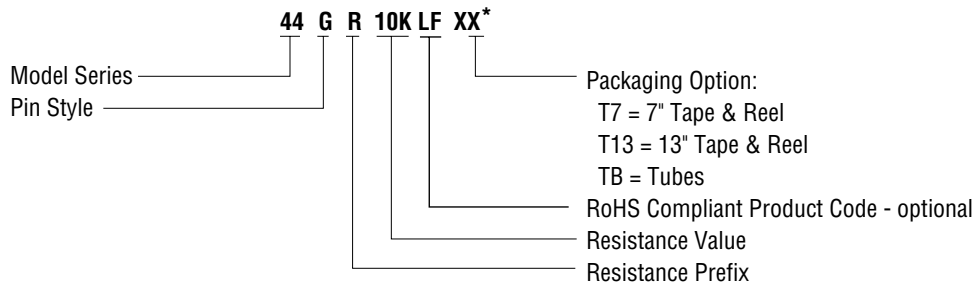 44 G R 10K LF XX*
Model Series
Pin Style
Packaging Option:
T7 = 7" Tape & Reel
T13 = 13" Tape & Reel
TB = Tubes
RoHS Compliant Product Code - optional
Resistance Value
Resistance Prefix